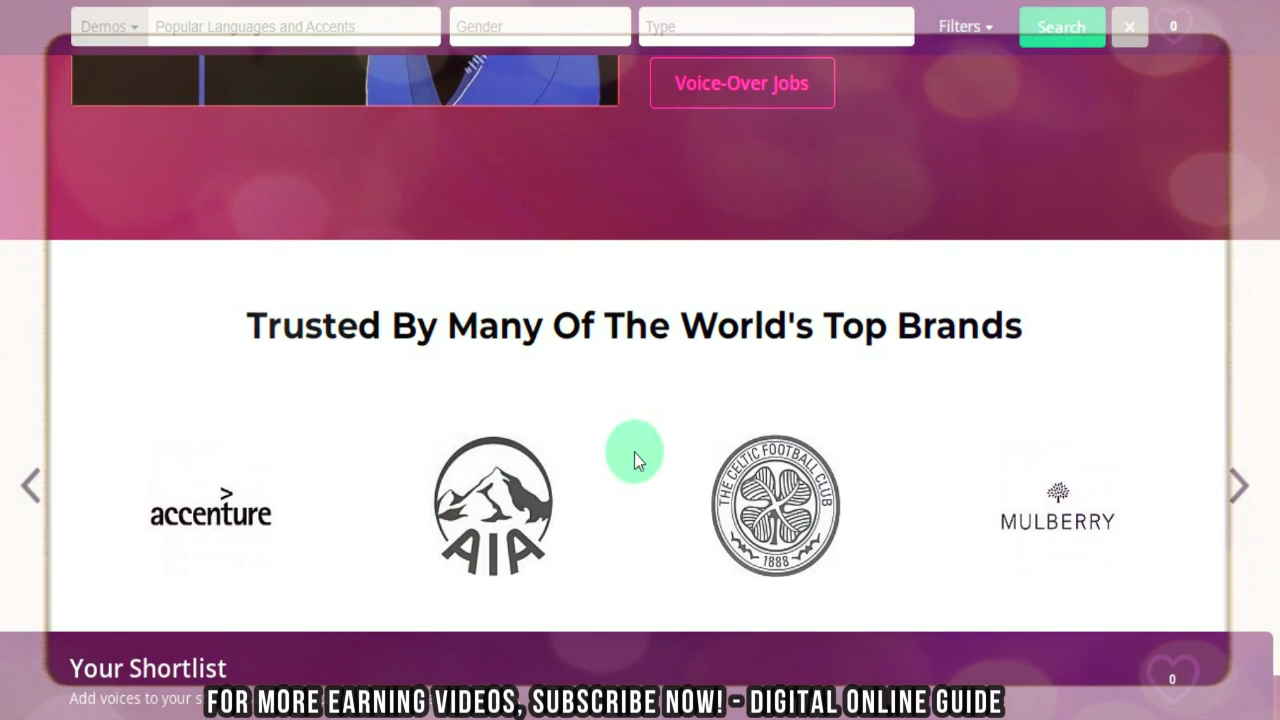 Demos Popular Languages and Accents Gender Type Filters Search × 0
Voice-Over Jobs
Trusted By Many Of The World's Top Brands
accenture
AIA
THE CELTIC FOOTBALL CLUB
1888
MULBERRY
Your Shortlist
0
Add voices to your s
FOR MORE EARNING VIDEOS, SUBSCRIBE NOW! - DIGITAL ONLINE GUIDE